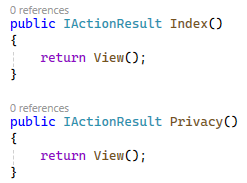 0 references
public IActionResult Index()
{
    return View();
}
0 references
public IActionResult Privacy()
{
    return View();
}